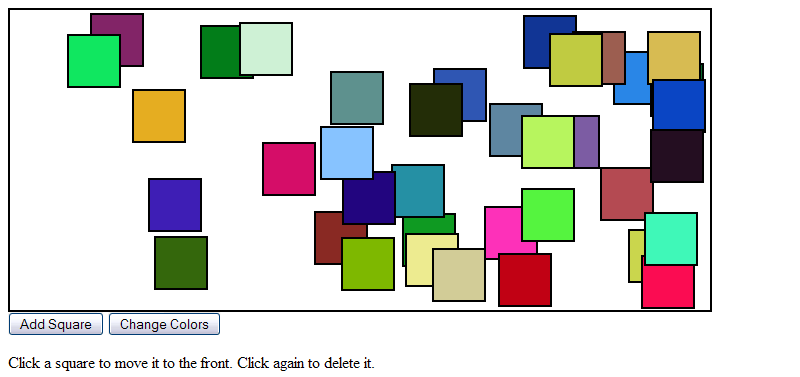 Add Square Change Colors
Click a square to move it to the front. Click again to delete it.